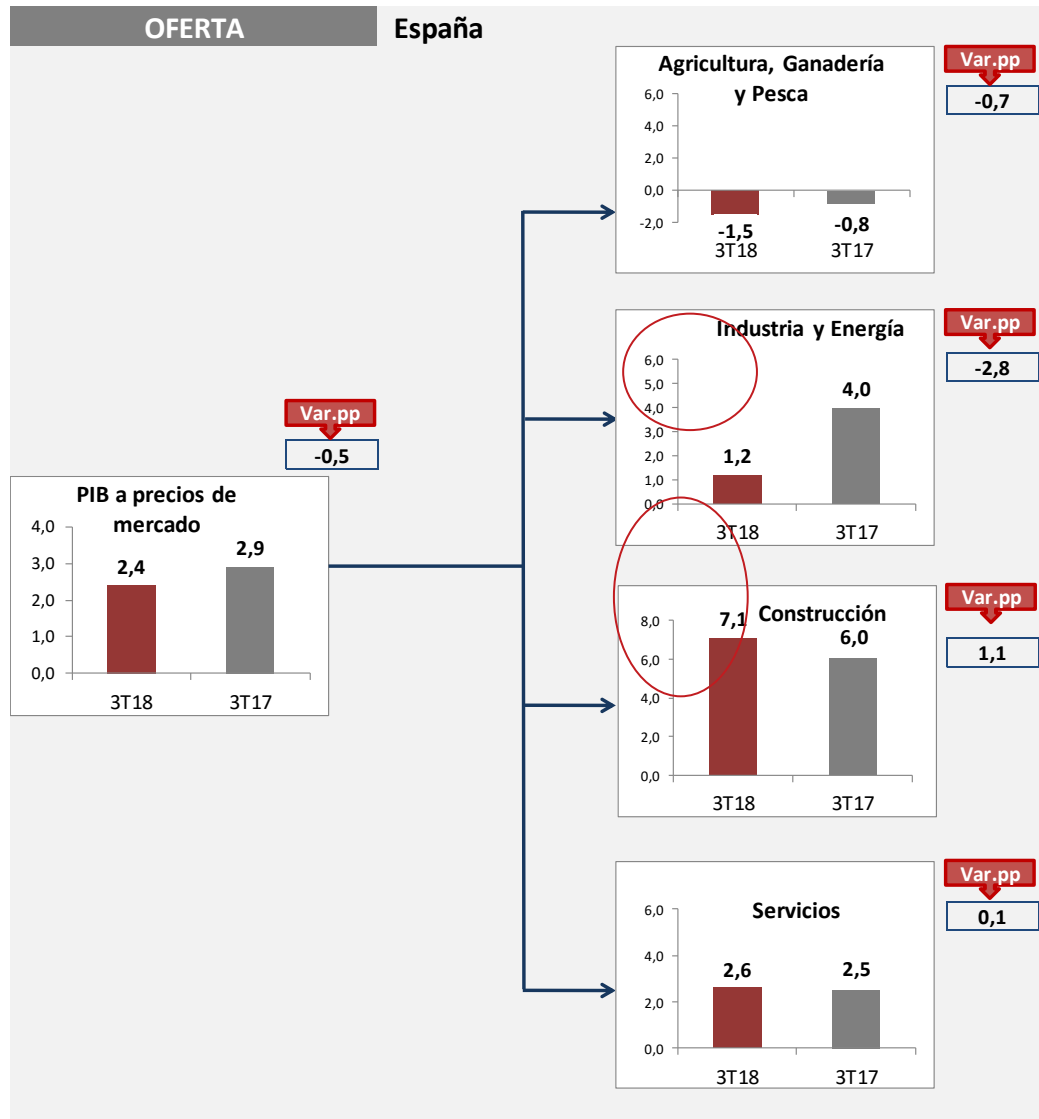 OFERTA
España
Agricultura, Ganadería
y Pesca
6,0
4,0
2,0
0,0
-2,0
-1,5
-0,8
3T18
3T17
Var.pp
-0,7
Industria y Energía
6,0
5,0
4,0
3,0
2,0
1,0
0,0
1,2
4,0
3T18
3T17
Var.pp
-2,8
Var.pp
-0,5
PIB a precios de
mercado
4,0
3,0
2,0
1,0
0,0
2,4
2,9
3T18
3T17
Construcción
8,0
6,0
4,0
2,0
0,0
7,1
6,0
3T18
3T17
Var.pp
1,1
Servicios
6,0
4,0
2,0
0,0
2,6
2,5
3T18
3T17
Var.pp
0,1